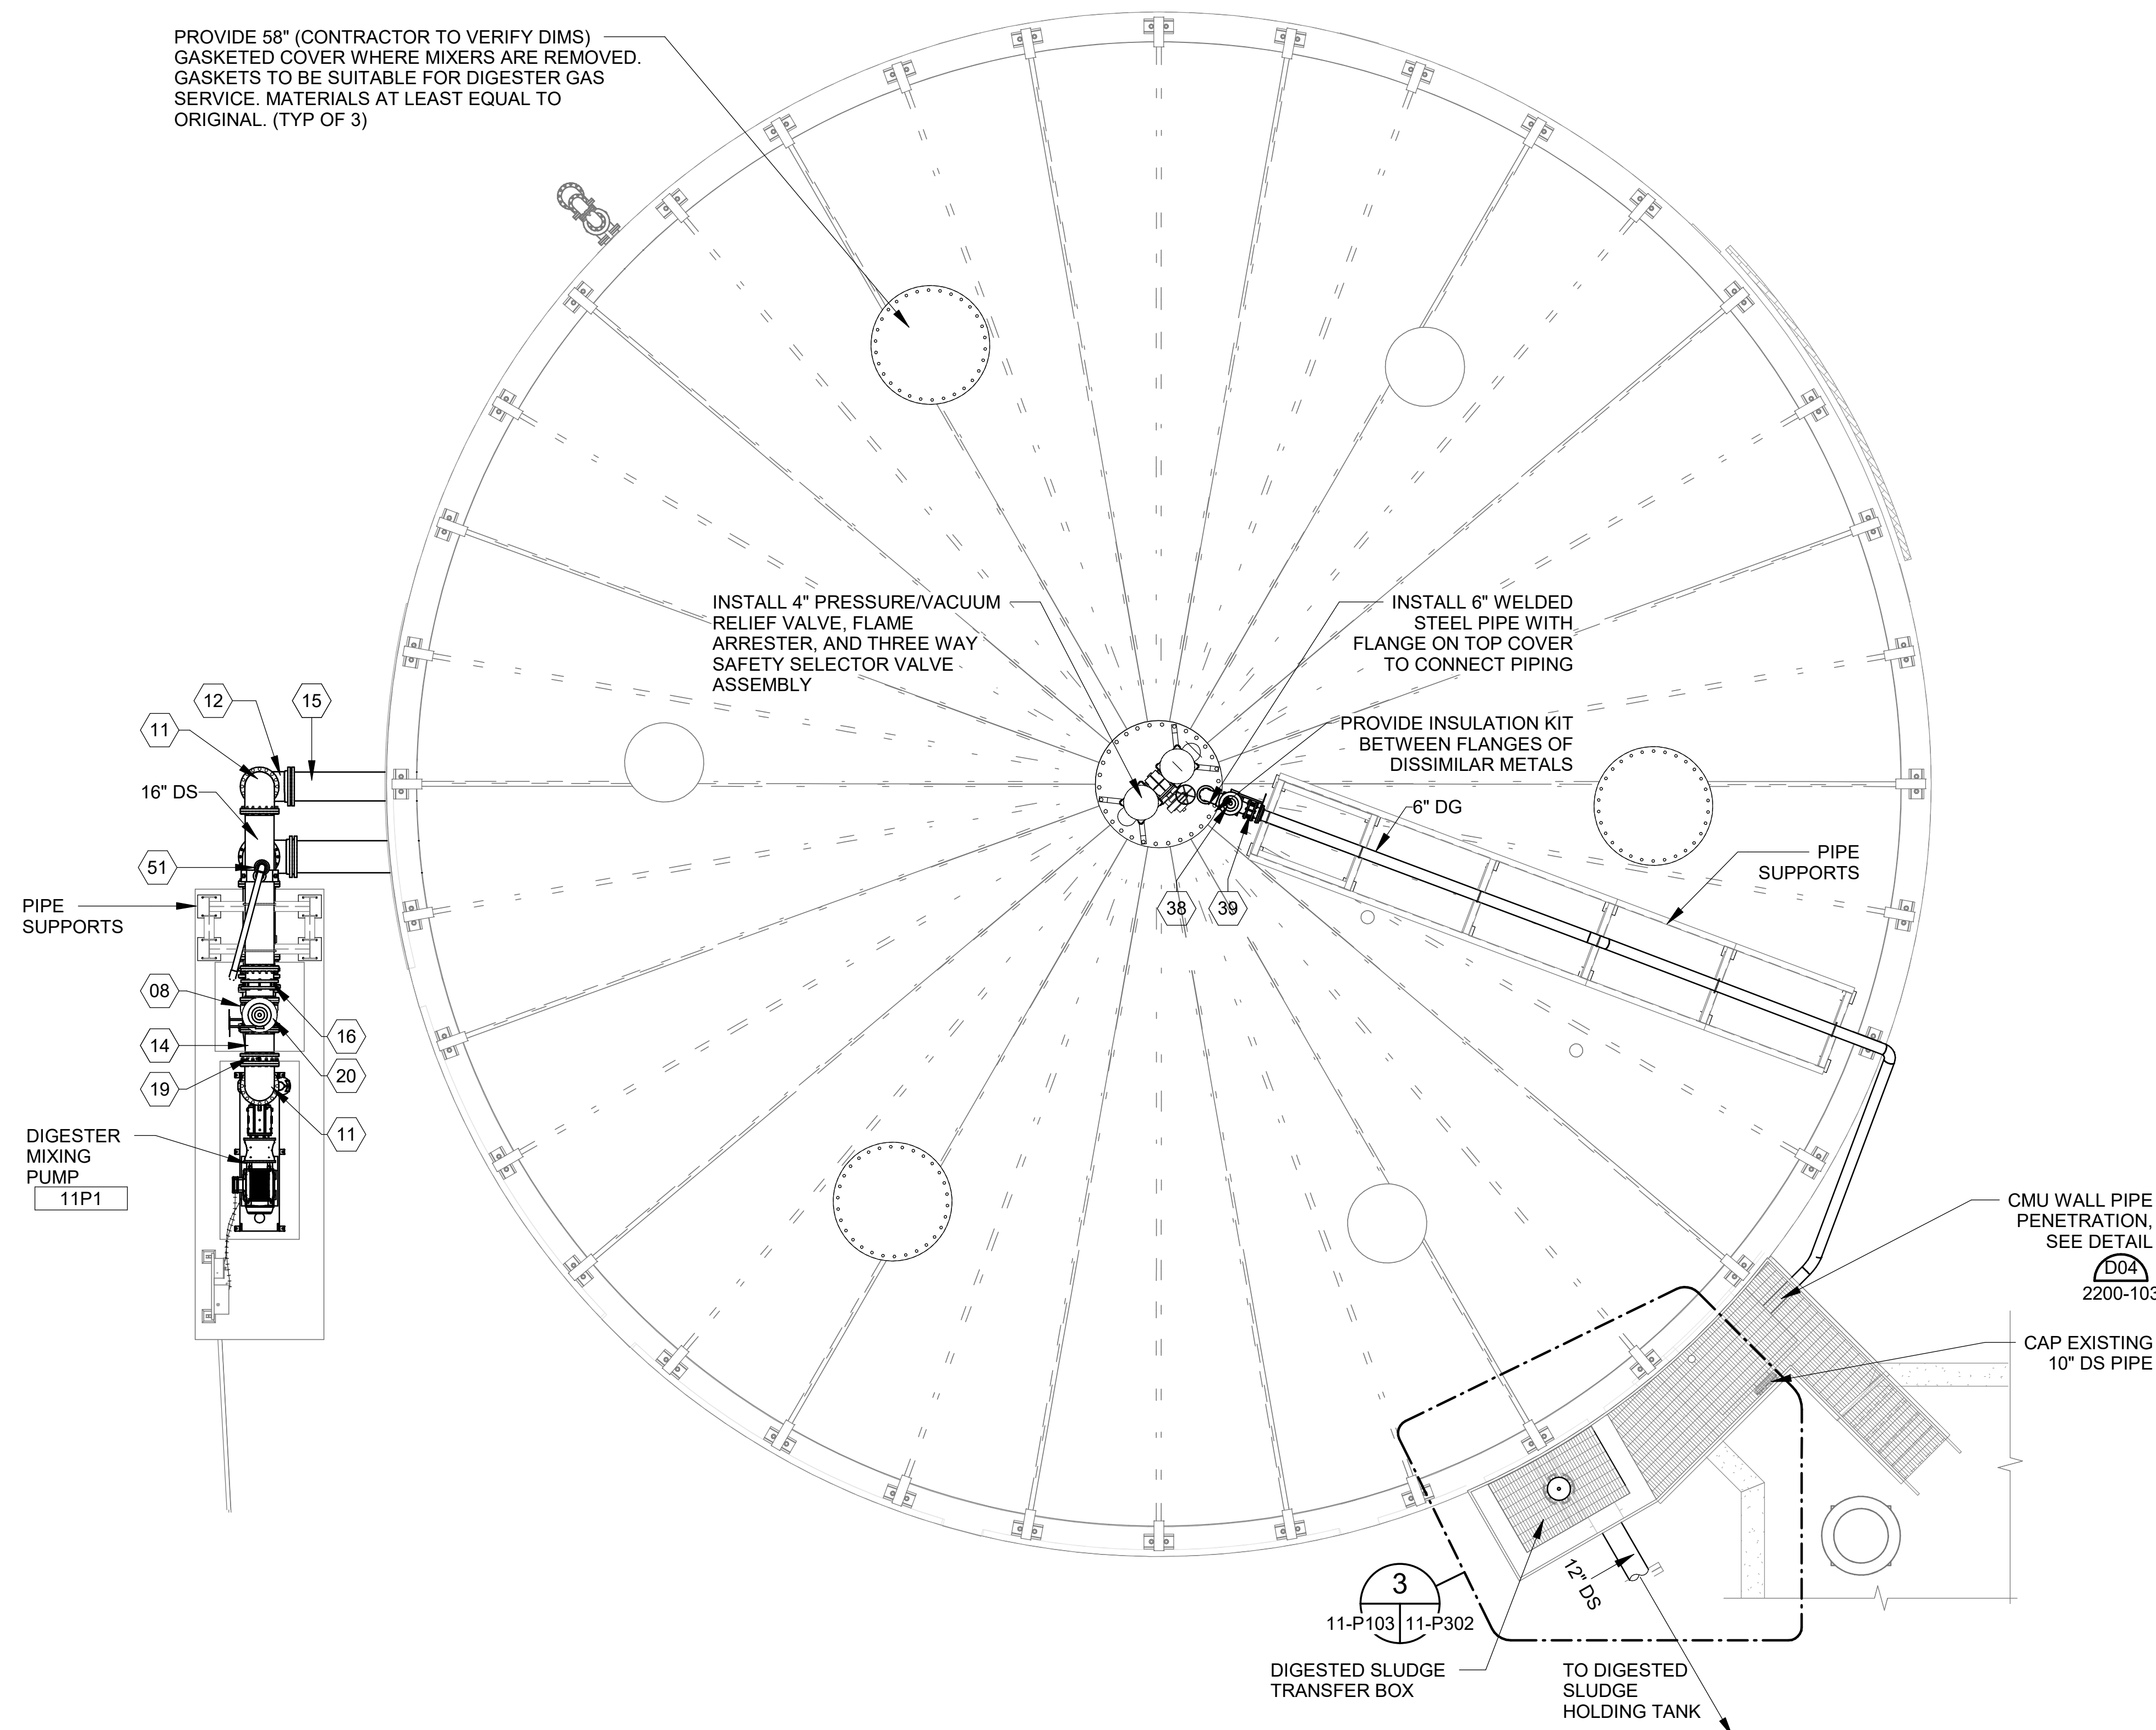 PROVIDE 58" (CONTRACTOR TO VERIFY DIMS)
GASKETED COVER WHERE MIXERS ARE REMOVED.
GASKETS TO BE SUITABLE FOR DIGESTER GAS
SERVICE. MATERIALS AT LEAST EQUAL TO
ORIGINAL. (TYP OF 3)
INSTALL 4" PRESSURE/VACUUM
RELIEF VALVE, FLAME
ARRESTER, AND THREE WAY
SAFETY SELECTOR VALVE
ASSEMBLY
INSTALL 6" WELDED
STEEL PIPE WITH
FLANGE ON TOP COVER
TO CONNECT PIPING
PROVIDE INSULATION KIT
BETWEEN FLANGES OF
DISSIMILAR METALS
12
15
11
16" DS
51
PIPE
SUPPORTS
08
16
14
20
19
11
DIGESTER
MIXING
PUMP
11P1
6" DG
PIPE
SUPPORTS
38
39
CMU WALL PIPE
PENETRATION,
SEE DETAIL
D04
2200-103
CAP EXISTING
10" DS PIPE
12" DS
3
11-P103
11-P302
DIGESTED SLUDGE
TRANSFER BOX
TO DIGESTED
SLUDGE
HOLDING TANK